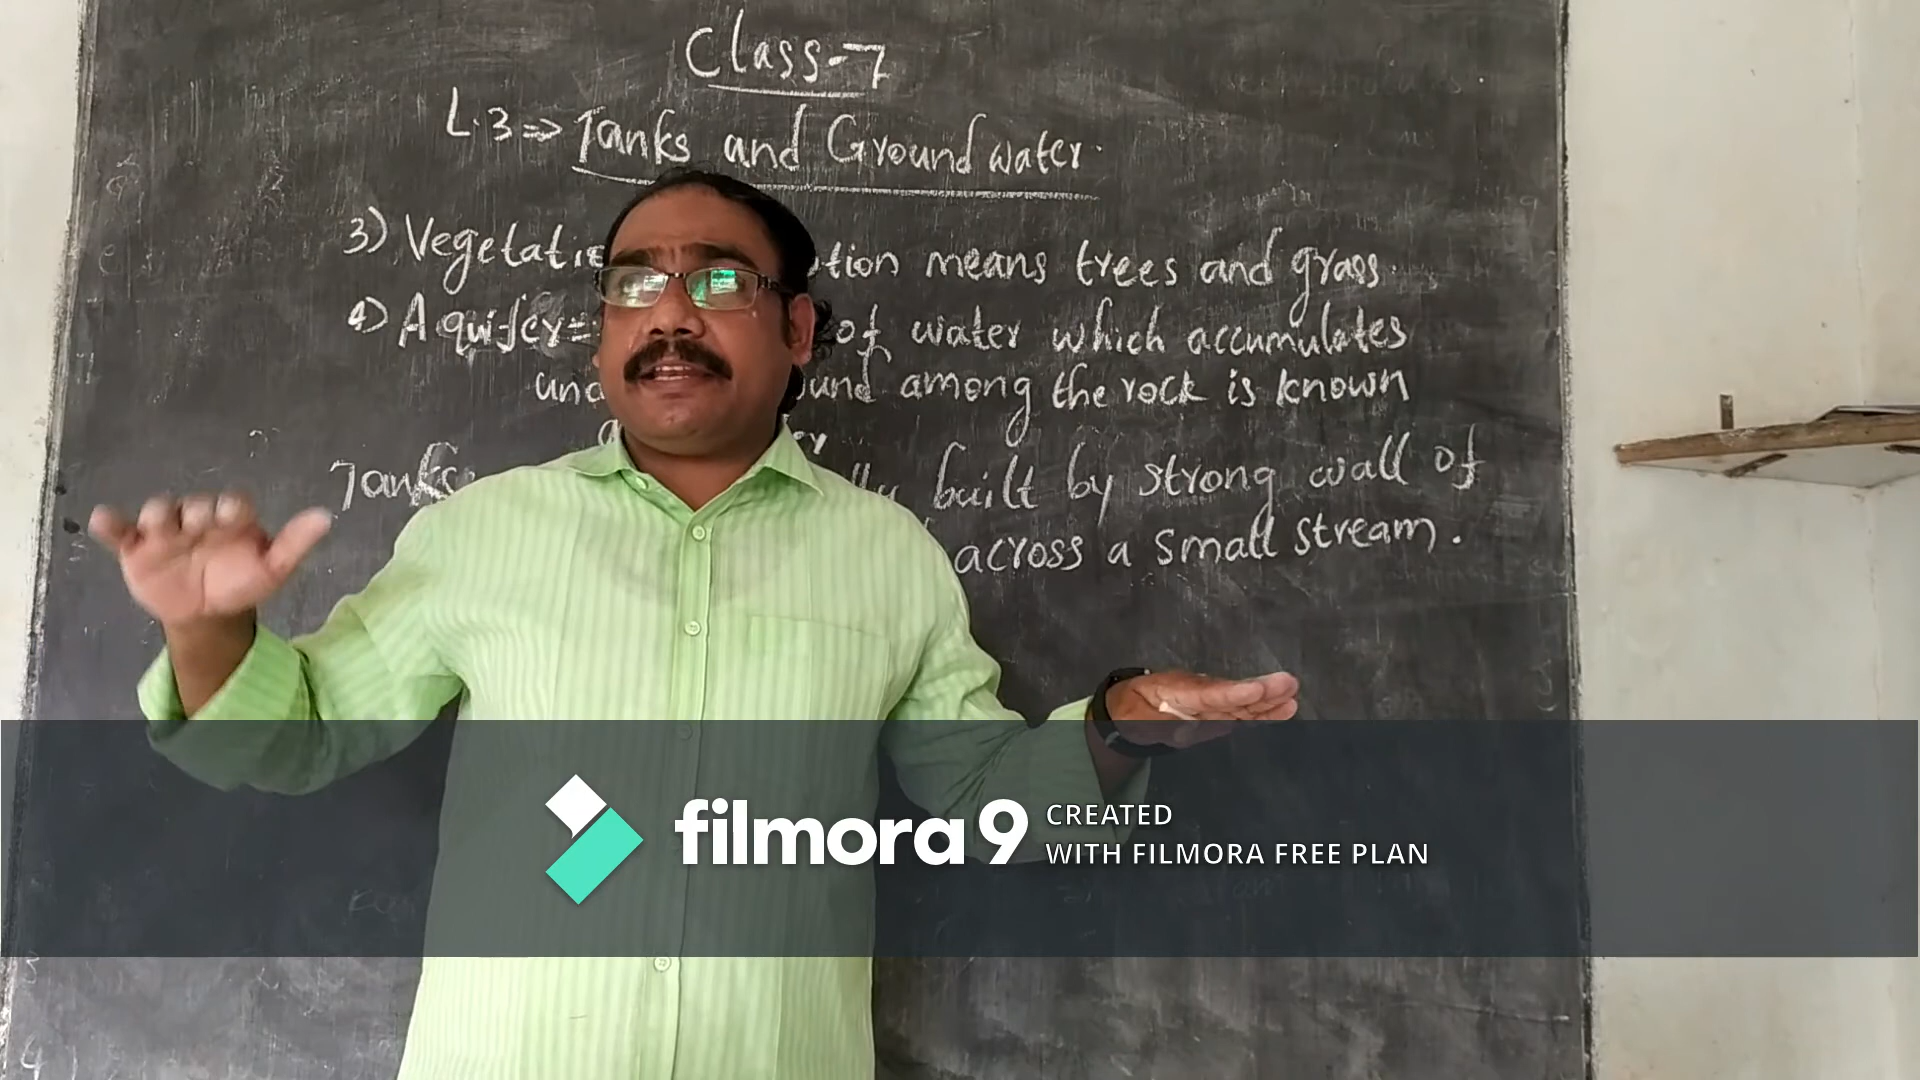 Class-7
L.3 => Tanks and Ground water.
3) Vegetati tion means trees and grass.
4) Aquifer= of water which accumulates
und ound among the rock is known
Tanks: built by strong wall of
across a small stream.
filmora9 CREATED
WITH FILMORA FREE PLAN